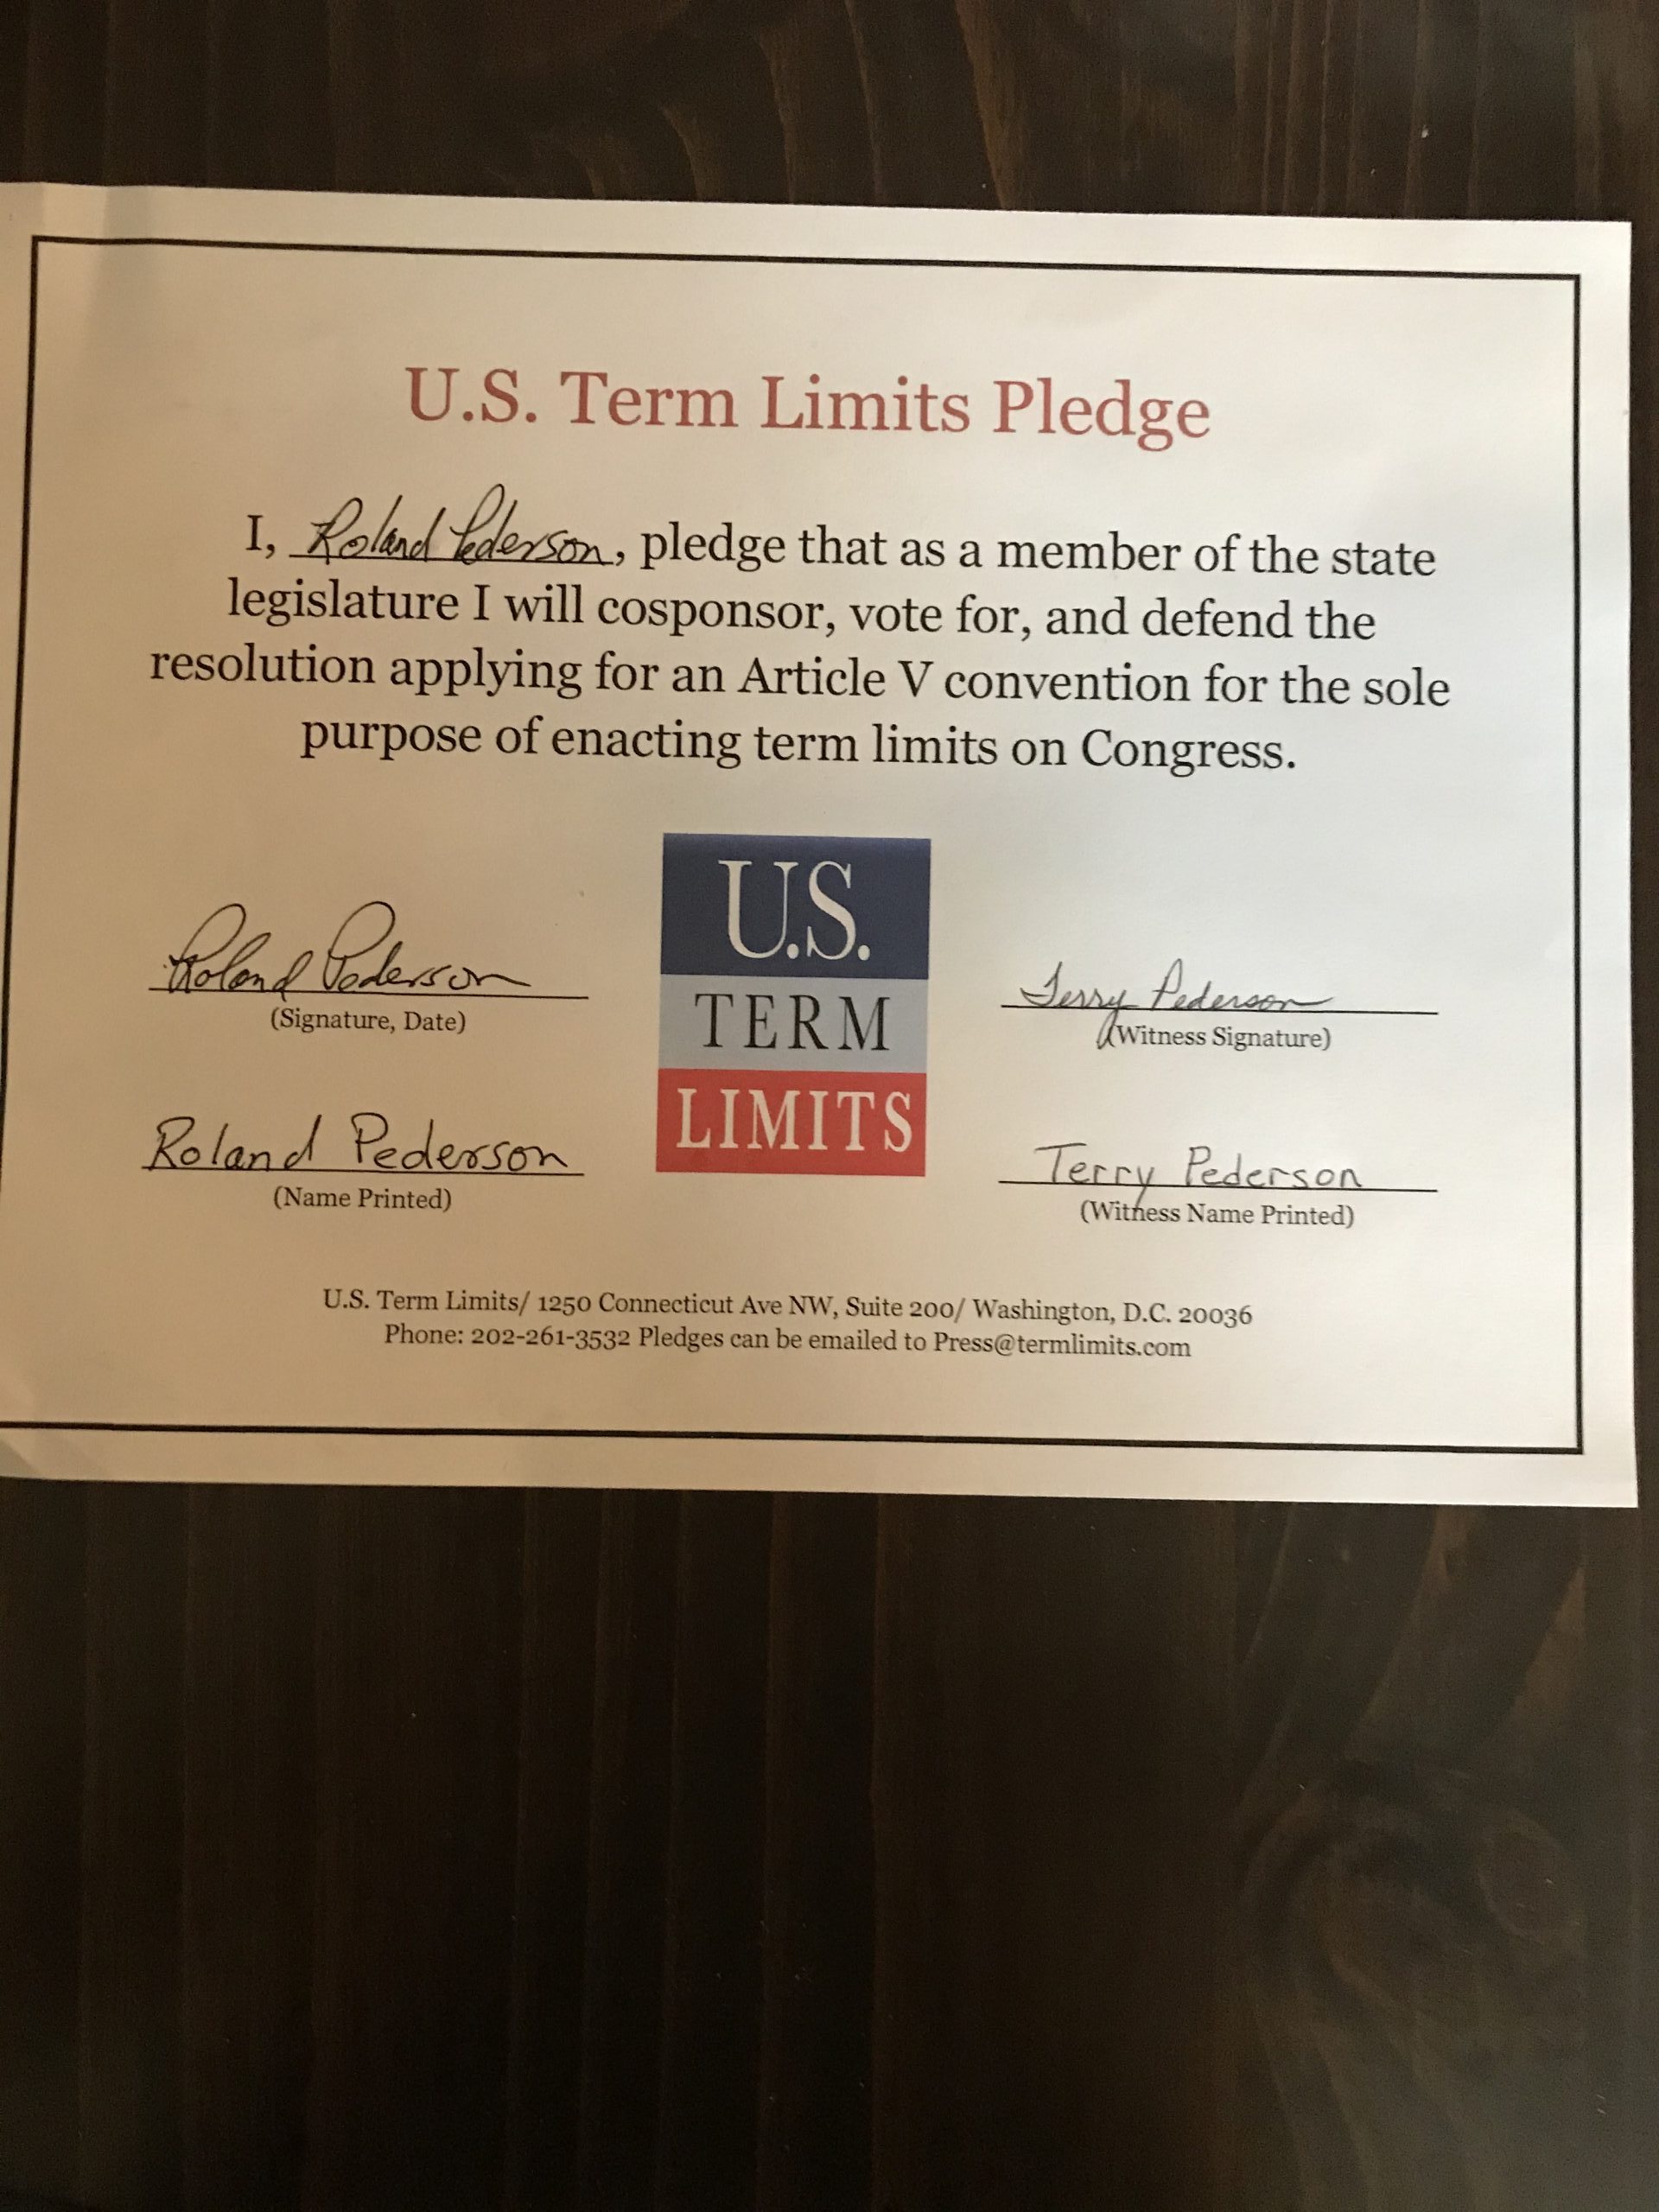 U.S. Term Limits Pledge
I, Roland Pederson, pledge that as a member of the state
legislature I will cosponsor, vote for, and defend the
resolution applying for an Article V convention for the sole
purpose of enacting term limits on Congress.
U.S.
TERM
LIMITS
Roland Pederson
(Signature, Date)
Roland Pederson
(Name Printed)
Terry Pederson
(Witness Signature)
Terry Pederson
(Witness Name Printed)
U.S. Term Limits/ 1250 Connecticut Ave NW, Suite 200/ Washington, D.C. 20036
Phone: 202-261-3532 Pledges can be emailed to Press@termlimits.com